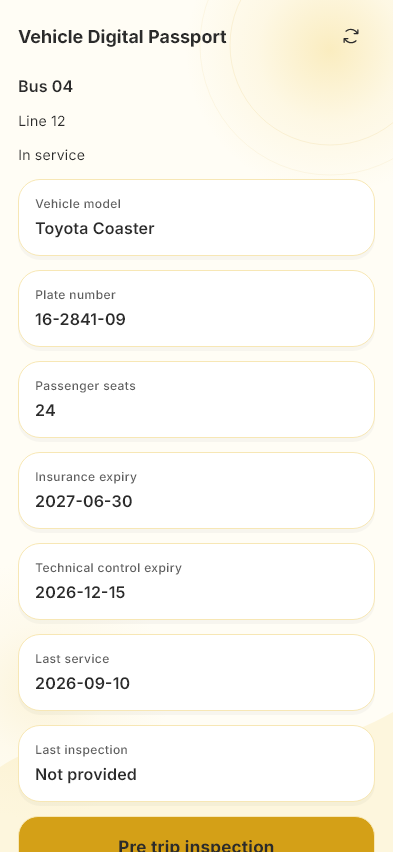 Vehicle Digital Passport
Bus 04
Line 12
In service
Vehicle model
Toyota Coaster
Plate number
16-2841-09
Passenger seats
24
Insurance expiry
2027-06-30
Technical control expiry
2026-12-15
Last service
2026-09-10
Last inspection
Not provided
Pre trip inspection